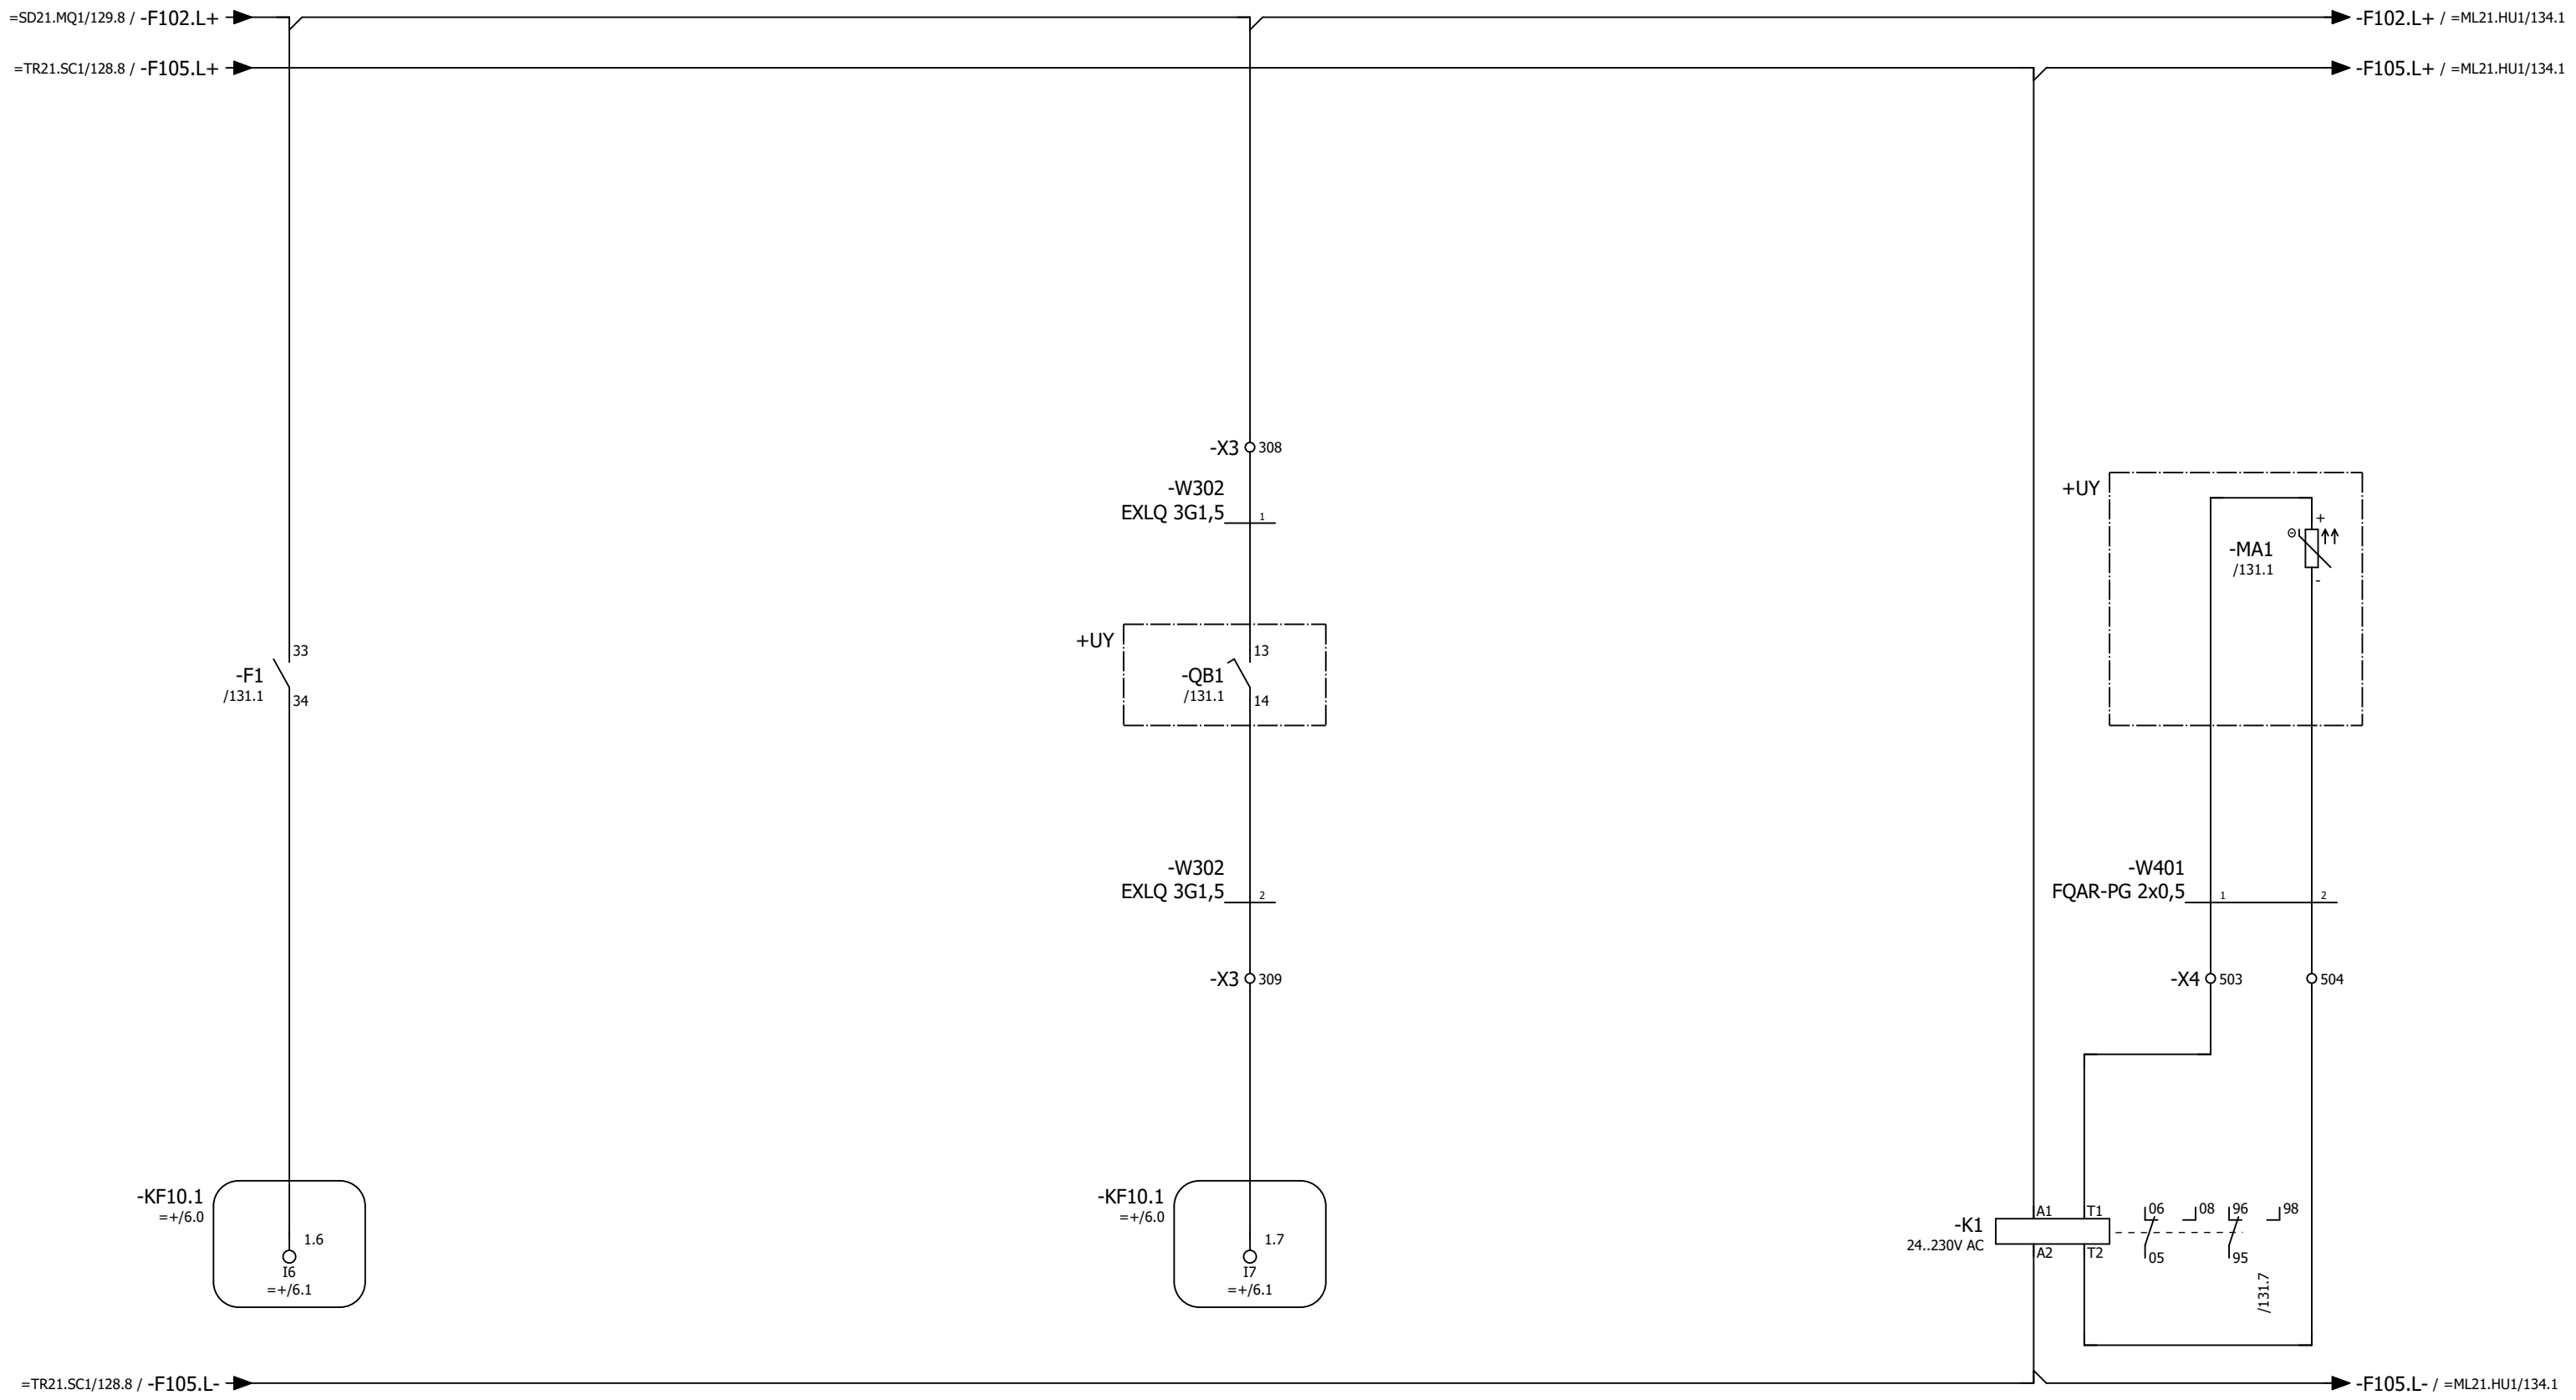 =SD21.MQ1/129.8 / -F102.L+
-F102.L+ / =ML21.HU1/134.1
=TR21.SC1/128.8 / -F105.L+
-F105.L+ / =ML21.HU1/134.1
-X3 308
-W302
EXLQ 3G1,5 1
+UY
+
Θ
-MA1
/131.1
-
+UY
33
-F1
/131.1
34
13
-QB1
/131.1
14
-W302
EXLQ 3G1,5 2
-W401
FQAR-PG 2x0,5 1 2
-X3 309
-X4 503 504
-KF10.1
=+/6.0
1.6
I6
=+/6.1
-KF10.1
=+/6.0
1.7
I7
=+/6.1
-K1
24..230V AC
A1 T1 06 08 96 98
A2 T2 05 95
/131.7
=TR21.SC1/128.8 / -F105.L-
-F105.L- / =ML21.HU1/134.1